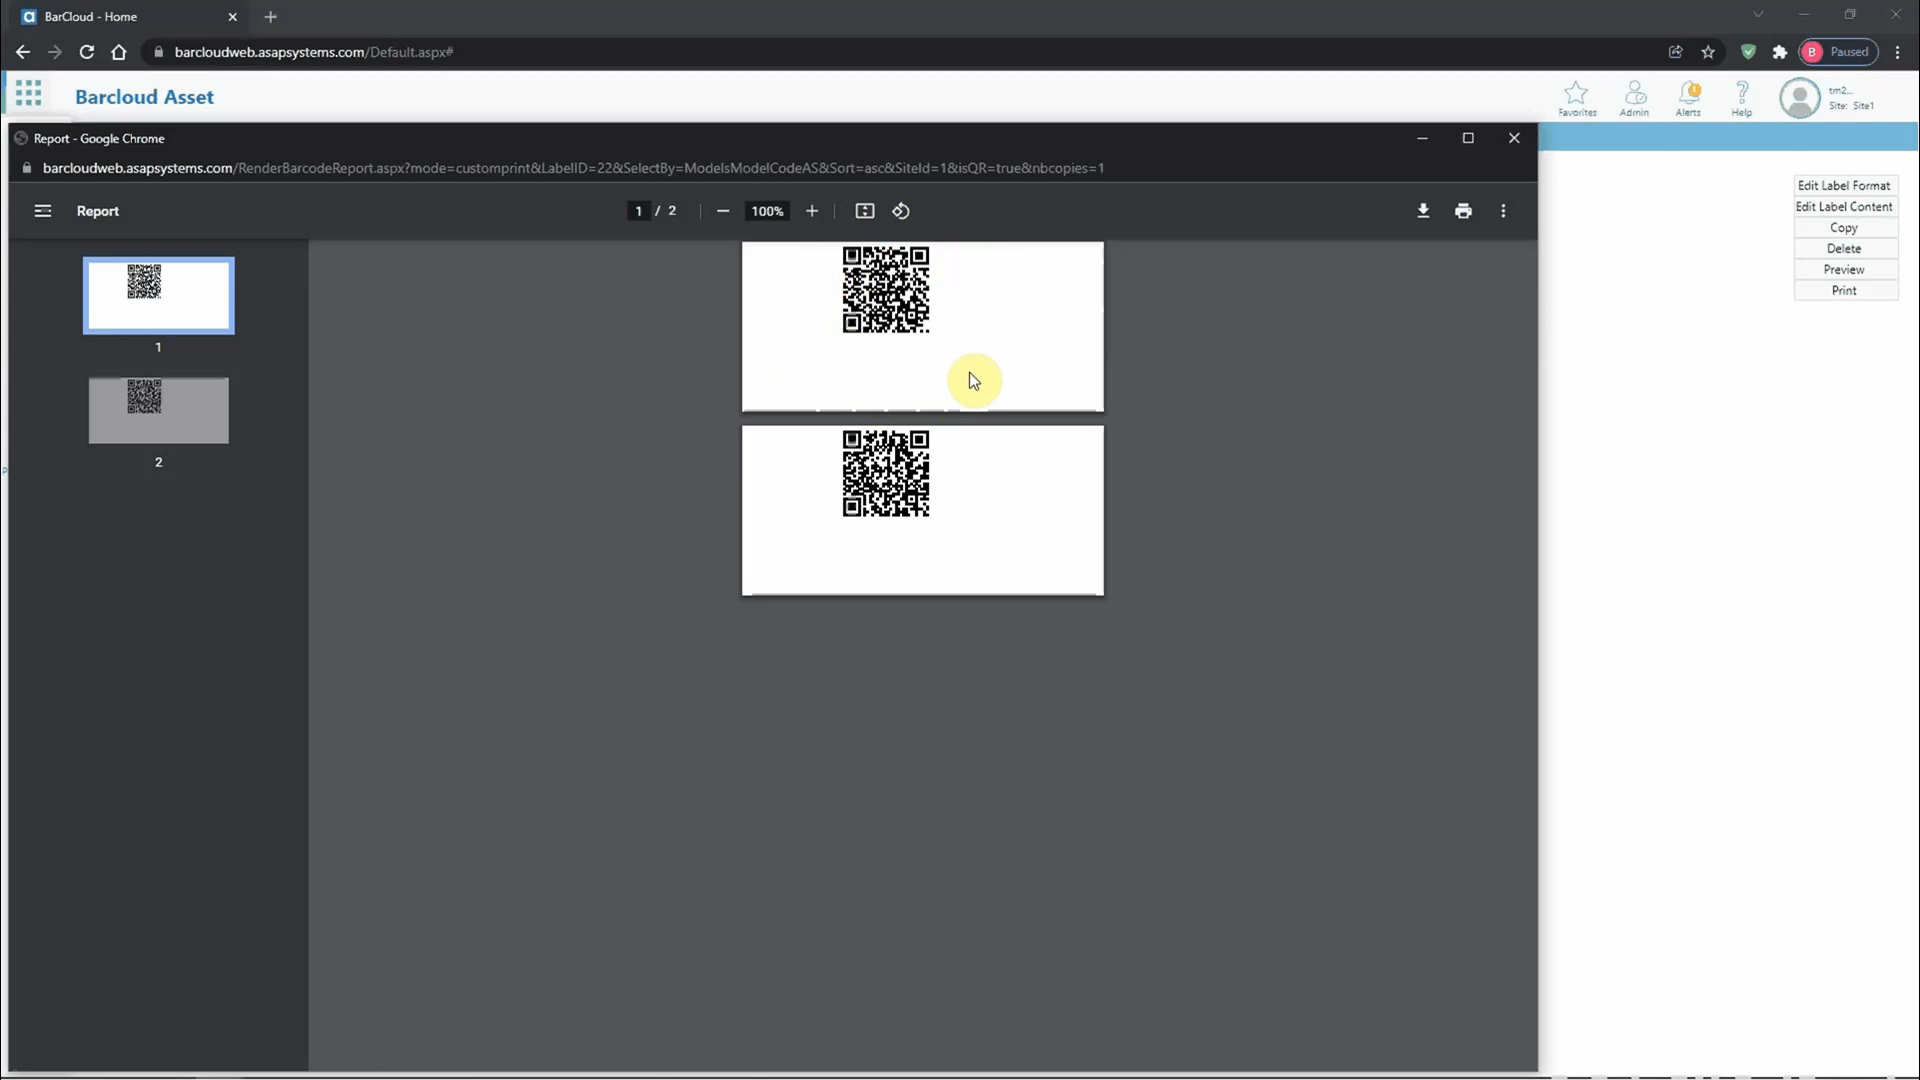 BarCloud - Home
barcloudweb.asapsystems.com/Default.aspx#
B Paused
Barcloud Asset
Favorites
Admin
Alerts
Help
tm2...
Site: Site1
Report - Google Chrome
barcloudweb.asapsystems.com/RenderBarcodeReport.aspx?mode=customprint&LabelID=22&SelectBy=ModelsModelCodeAS&Sort=asc&SiteId=1&isQR=true&nbcopies=1
Report
1 / 2
100%
1
2
Edit Label Format
Edit Label Content
Copy
Delete
Preview
Print